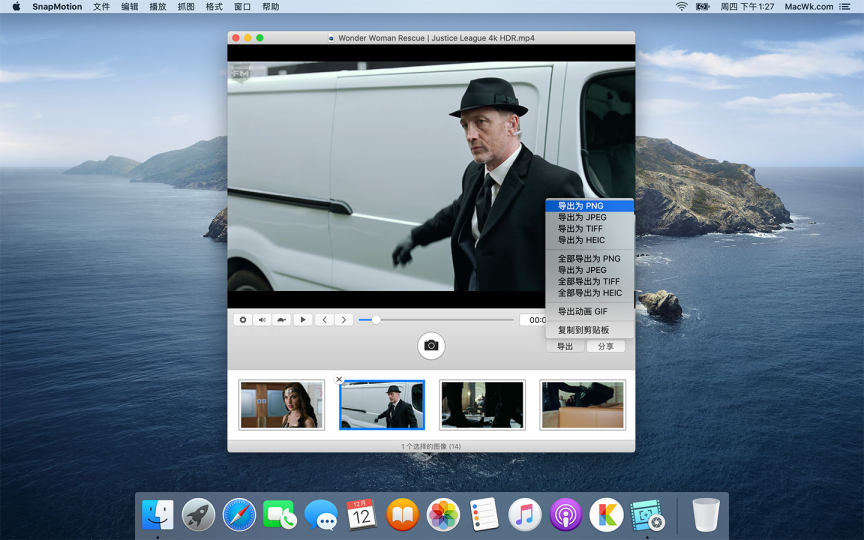 SnapMotion 文件 编辑 播放 抓图 格式 窗口 帮助 周四 下午1:27 MacWk.com
Wonder Woman Rescue | Justice League 4k HDR.mp4
FM
导出为 PNG
导出为 JPEG
导出为 TIFF
导出为 HEIC
全部导出为 PNG
导出为 JPEG
全部导出为 TIFF
全部导出为 HEIC
导出动画 GIF
复制到剪贴板
00:0
导出 分享
1 个选择的图像 (14)
12月
12